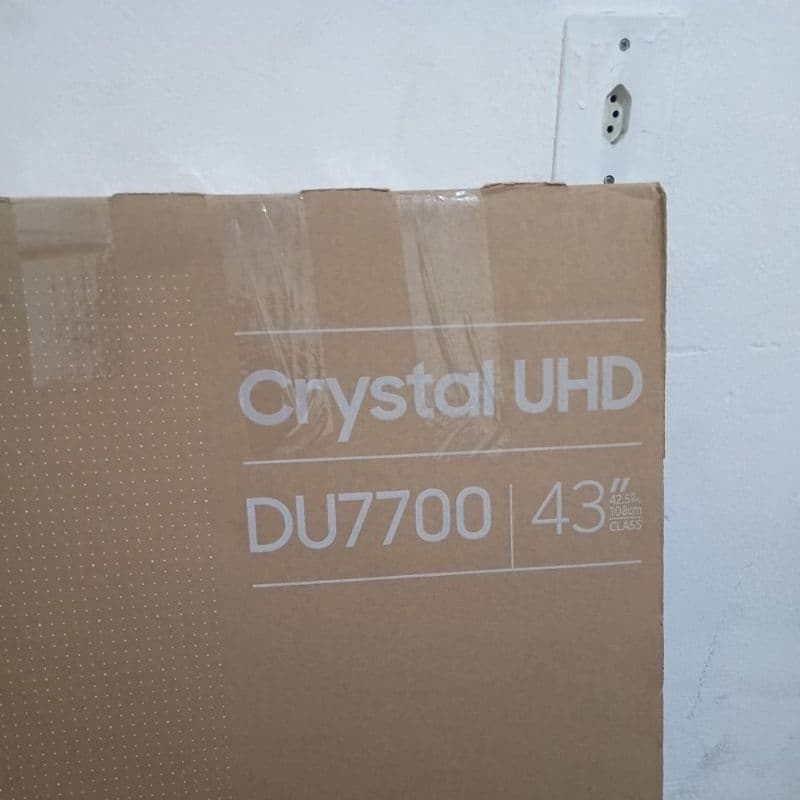 Crystal UHD
DU7700
43"
42.5"
108cm
CLASS